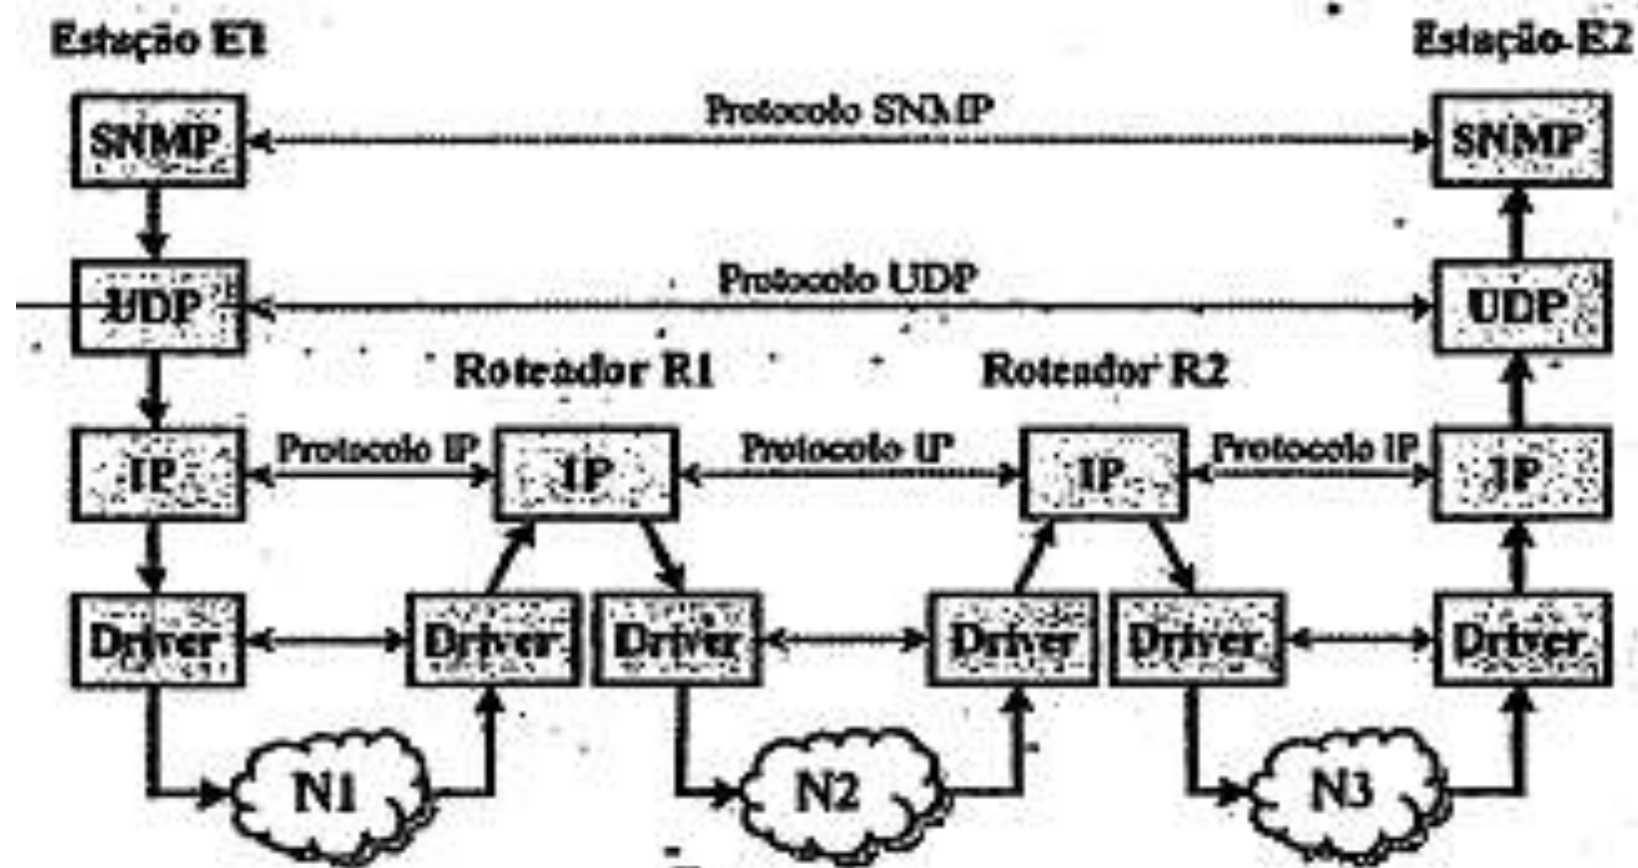 Estação E1
Estação E2
SNMP
Protocolo SNMP
SNMP
UDP
Protocolo UDP
UDP
Roteador R1
Roteador R2
IP
Protocolo IP
IP
Protocolo IP
IP
Protocolo IP
IP
Driver
Driver
Driver
Driver
Driver
Driver
N1
N2
N3